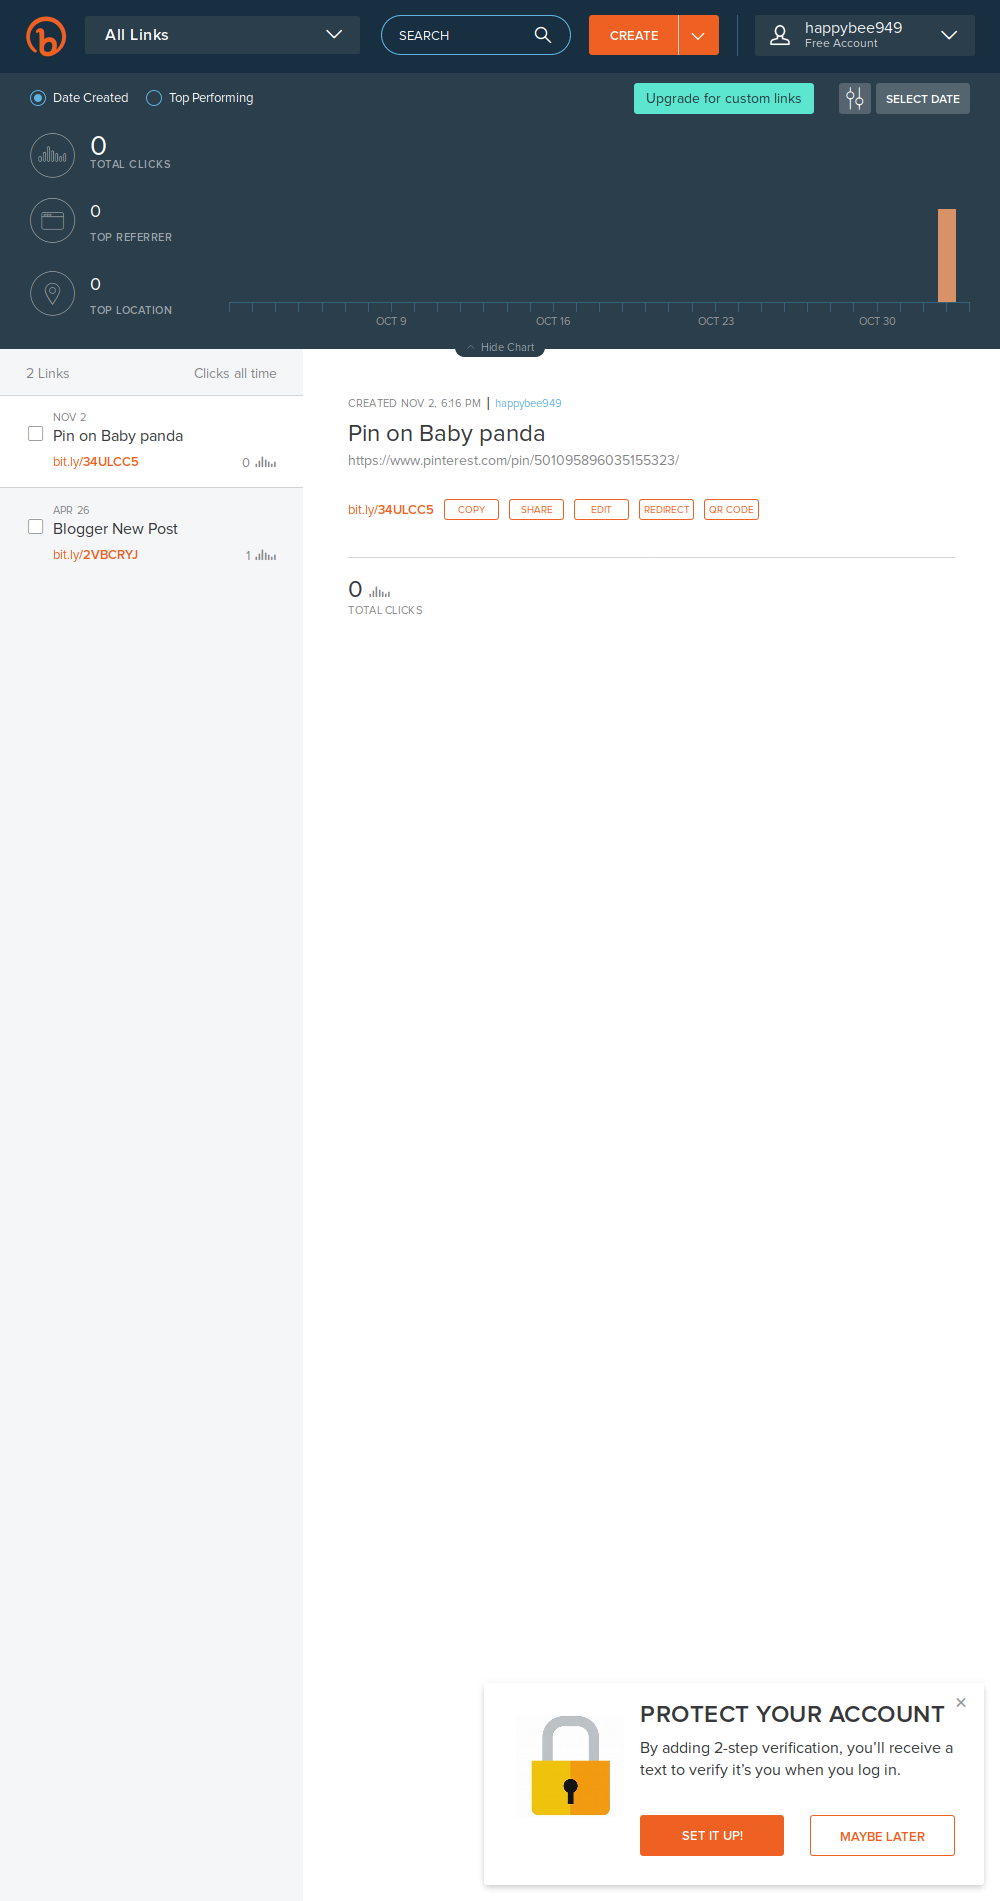 All Links
SEARCH
CREATE
happybee949
Free Account
Date Created
Top Performing
Upgrade for custom links
SELECT DATE
0
TOTAL CLICKS
0
TOP REFERRER
0
TOP LOCATION
OCT 9
OCT 16
OCT 23
OCT 30
Hide Chart
2 Links
Clicks all time
NOV 2
Pin on Baby panda
bit.ly/34ULCC5
0
APR 26
Blogger New Post
bit.ly/2VBCRYJ
1
CREATED NOV 2, 6:16 PM | happybee949
Pin on Baby panda
https://www.pinterest.com/pin/501095896035155323/
bit.ly/34ULCC5
COPY
SHARE
EDIT
REDIRECT
QR CODE
0
TOTAL CLICKS
PROTECT YOUR ACCOUNT
By adding 2-step verification, you’ll receive a
text to verify it’s you when you log in.
SET IT UP!
MAYBE LATER